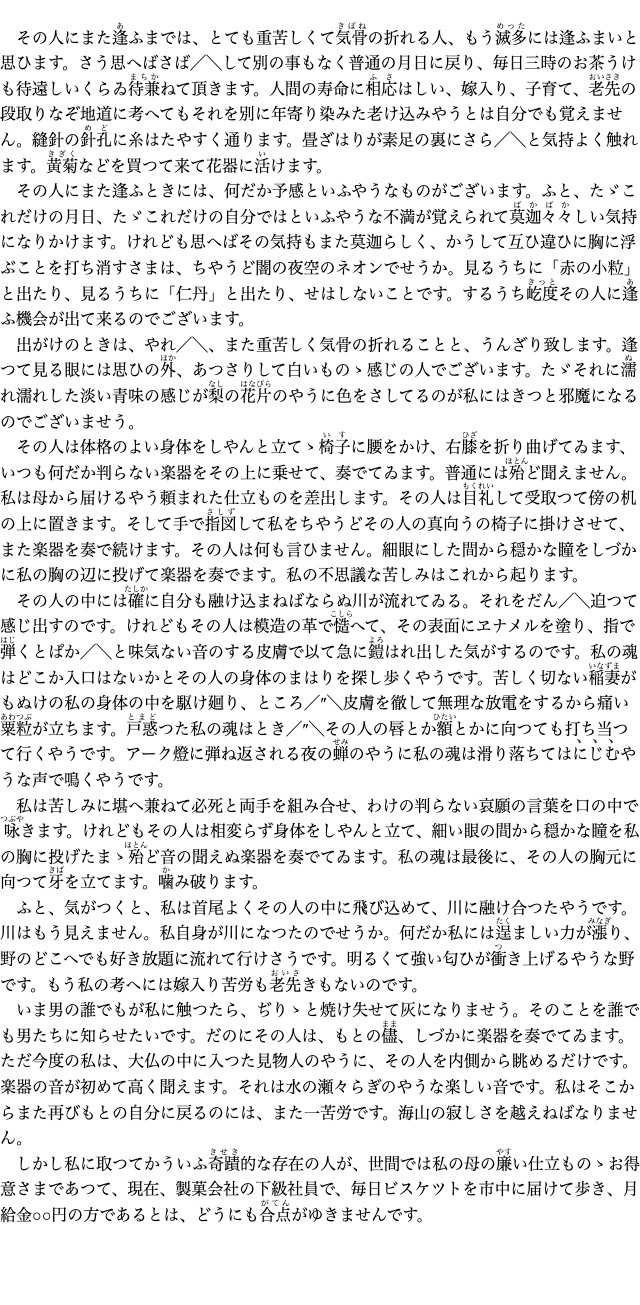 その人にまた逢ふまでは、とても重苦しくて気骨の折れる人、もう滅多には逢ふまいと
思ひます。さう思へばさば／＼して別の事もなく普通の月日に戻り、毎日三時のお茶うけ
も待遠しいくらゐ待兼ねて頂きます。人間の寿命に相応はしい、嫁入り、子育て、老先の
段取りなぞ地道に考へてもそれを別に年寄り染みた老け込みやうとは自分でも覚えませ
ん。縫針の針孔に糸はたやすく通ります。畳ざはりが素足の裏にさら／＼と気持よく触れ
ます。黄菊などを買つて来て花器に活けます。
その人にまた逢ふときには、何だか予感といふやうなものがございます。ふと、たゞこ
れだけの月日、たゞこれだけの自分ではといふやうな不満が覚えられて莫迦々々しい気持
になりかけます。けれども思へばその気持もまた莫迦らしく、かうして互ひ違ひに胸に浮
ぶことを打ち消すさまは、ちやうど闇の夜空のネオンでせうか。見るうちに「赤の小粒」
と出たり、見るうちに「仁丹」と出たり、せはしないことです。するうち屹度その人に逢
ふ機会が出て来るのでございます。
出がけのときは、やれ／＼、また重苦しく気骨の折れることと、うんざり致します。逢
つて見る眼には思ひの外、あつさりして白いものゝ感じの人でございます。たゞそれに濡
れ濡れした淡い青味の感じが梨の花片のやうに色をさしてるのが私にはきつと邪魔になる
のでございませう。
その人は体格のよい身体をしやんと立てゝ椅子に腰をかけ、右膝を折り曲げてゐます、
いつも何だか判らない楽器をその上に乗せて、奏でてゐます。普通には殆ど聞えません。
私は母から届けるやう頼まれた仕立ものを差出します。その人は目礼して受取つて傍の机
の上に置きます。そして手で指図して私をちやうどその人の真向うの椅子に掛けさせて、
また楽器を奏で続けます。その人は何も言ひません。細眼にした間から穏かな瞳をしづか
に私の胸の辺に投げて楽器を奏でます。私の不思議な苦しみはこれから起ります。
その人の中には確に自分も融け込まねばならぬ川が流れてゐる。それをだん／＼迫つて
感じ出すのです。けれどもその人は模造の革で慥へて、その表面にヱナメルを塗り、指で
弾くとばか／＼と味気ない音のする皮膚で以て急に鎧はれ出した気がするのです。私の魂
はどこか入口はないかとその人の身体のまはりを探し歩くやうです。苦しく切ない稲妻が
もぬけの私の身体の中を駆け廻り、ところ／″＼皮膚を徹して無理な放電をするから痛い
粟粒が立ちます。戸惑つた私の魂はとき／″＼その人の唇とか額とかに向つても打ち当つ
て行くやうです。アーク燈に弾ね返される夜の蝉のやうに私の魂は滑り落ちてはにじむや
うな声で鳴くやうです。
私は苦しみに堪へ兼ねて必死と両手を組み合せ、わけの判らない哀願の言葉を口の中で
咏きます。けれどもその人は相変らず身体をしやんと立て、細い眼の間から穏かな瞳を私
の胸に投げたまゝ殆ど音の聞えぬ楽器を奏でてゐます。私の魂は最後に、その人の胸元に
向つて牙を立てます。噛み破ります。
ふと、気がつくと、私は首尾よくその人の中に飛び込めて、川に融け合つたやうです。
川はもう見えません。私自身が川になつたのでせうか。何だか私には逞ましい力が漲り、
野のどこへでも好き放題に流れて行けさうです。明るくて強い匂ひが衝き上げるやうな野
です。もう私の考へには嫁入り苦労も老先きもないのです。
いま男の誰でもが私に触つたら、ぢりゝと焼け失せて灰になりませう。そのことを誰で
も男たちに知らせたいです。だのにその人は、もとの儘、しづかに楽器を奏でてゐます。
ただ今度の私は、大仏の中に入つた見物人のやうに、その人を内側から眺めるだけです。
楽器の音が初めて高く聞えます。それは水の瀬々らぎのやうな楽しい音です。私はそこか
らまた再びもとの自分に戻るのには、また一苦労です。海山の寂しさを越えねばなりませ
ん。
しかし私に取つてかういふ奇蹟的な存在の人が、世間では私の母の廉い仕立ものゝお得
意さまであつて、現在、製菓会社の下級社員で、毎日ビスケツトを市中に届けて歩き、月
給金○○円の方であるとは、どうにも合点がゆきませんです。